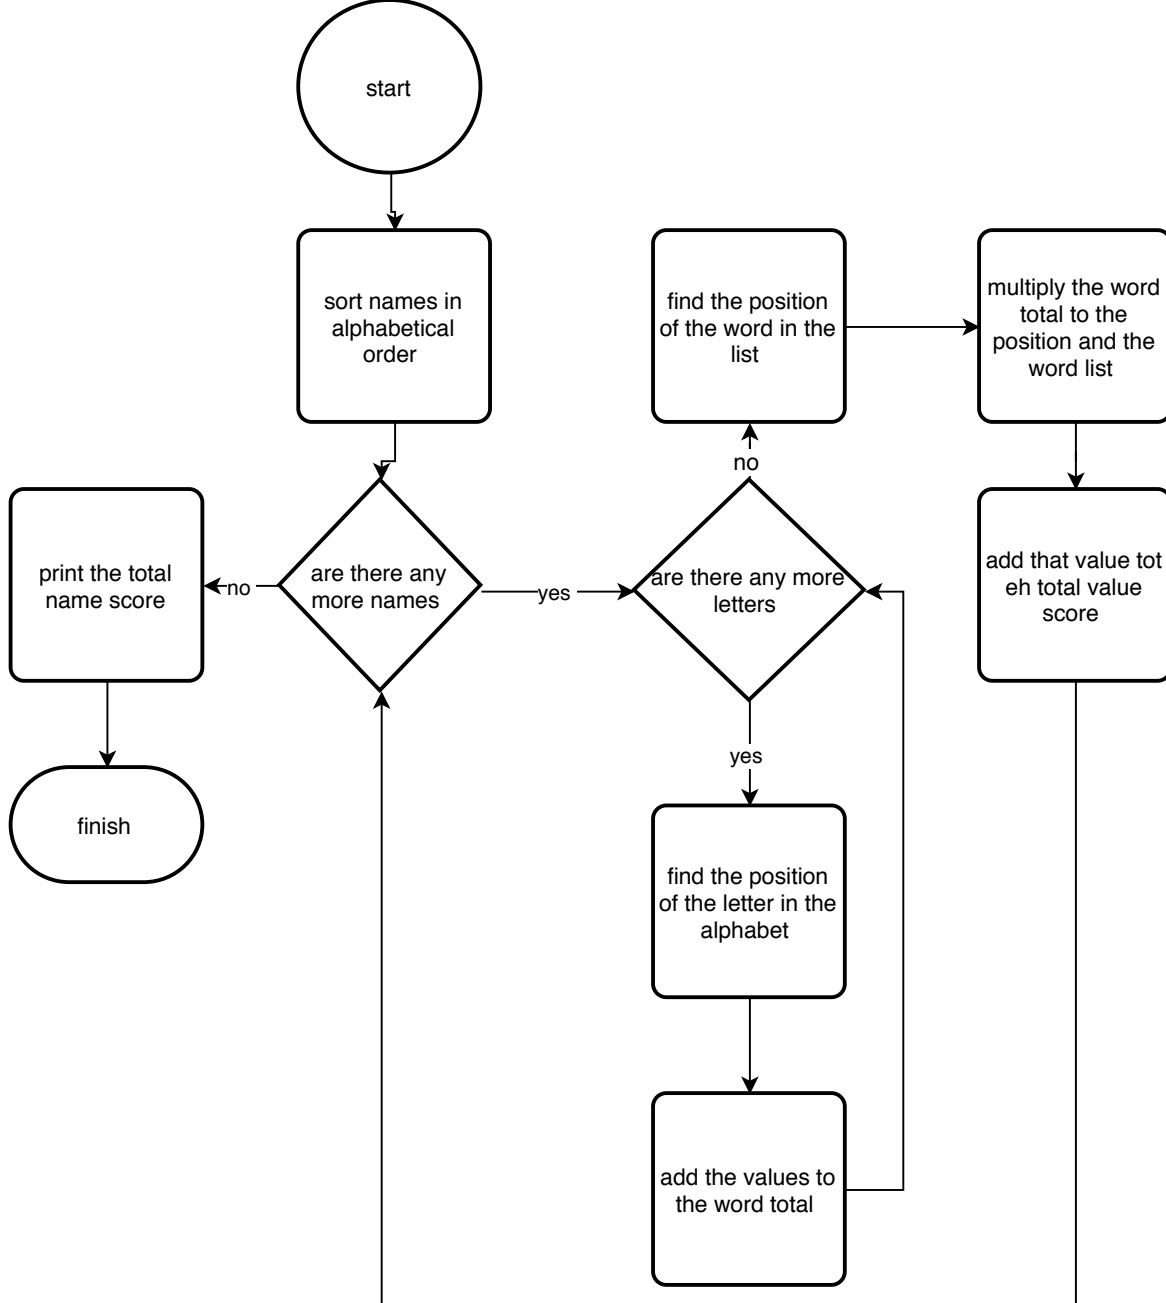 start
sort names in
alphabetical
order
find the position
of the word in the
list
multiply the word
total to the
position and the
word list
no
print the total
name score
no
are there any
more names
yes
are there any more
letters
add that value tot
eh total value
score
yes
finish
find the position
of the letter in the
alphabet
add the values to
the word total